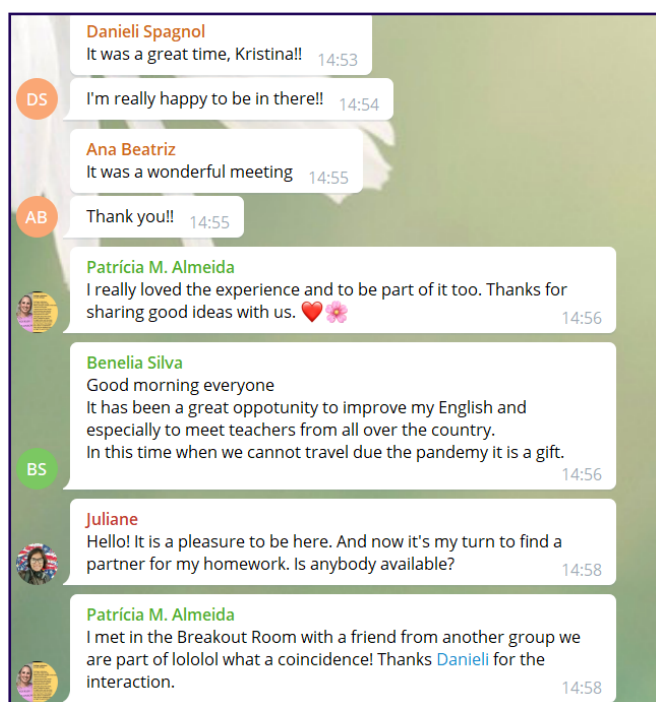 Danieli Spagnol
It was a great time, Kristina!! 14:53
DS
I'm really happy to be in there!! 14:54
Ana Beatriz
It was a wonderful meeting 14:55
AB
Thank you!! 14:55
Patrícia M. Almeida
I really loved the experience and to be part of it too. Thanks for
sharing good ideas with us. ❤️🌸 14:56
Benelia Silva
Good morning everyone
It has been a great oppotunity to improve my English and
especially to meet teachers from all over the country.
In this time when we cannot travel due the pandemy it is a gift.
BS
14:56
Juliane
Hello! It is a pleasure to be here. And now it's my turn to find a
partner for my homework. Is anybody available? 14:58
Patrícia M. Almeida
I met in the Breakout Room with a friend from another group we
are part of lololol what a coincidence! Thanks Danieli for the
interaction. 14:58